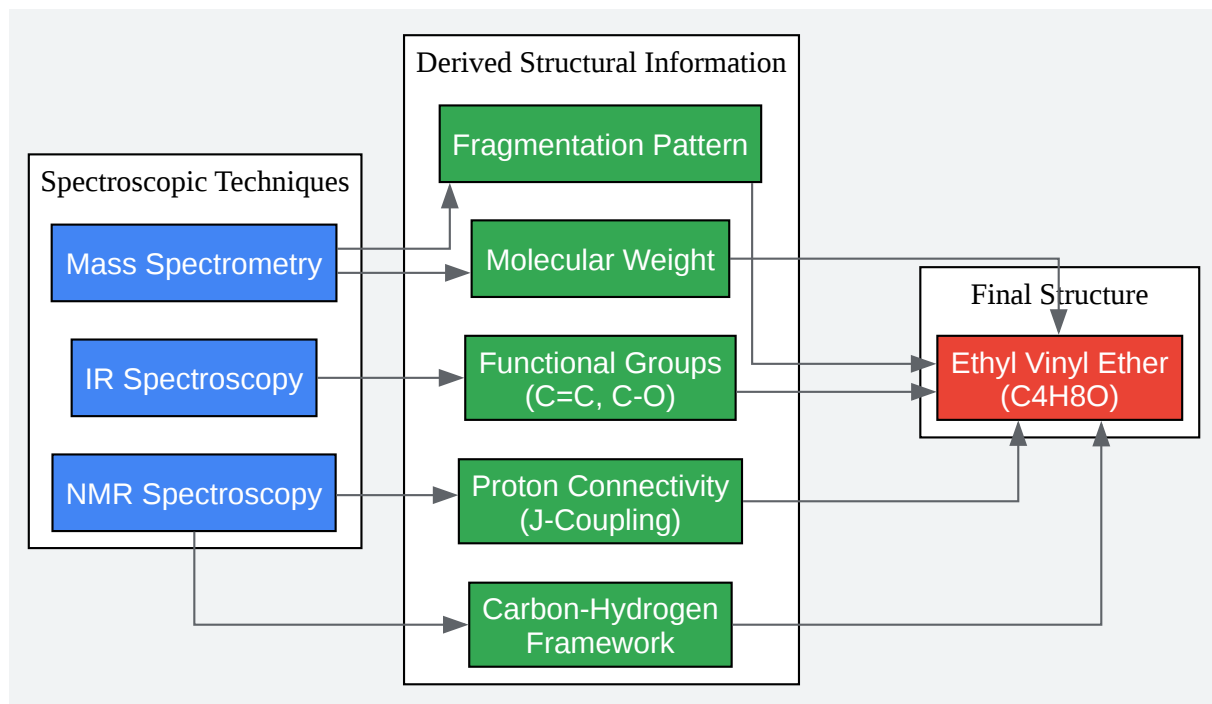 Spectroscopic Techniques
Mass Spectrometry
IR Spectroscopy
NMR Spectroscopy
Derived Structural Information
Fragmentation Pattern
Molecular Weight
Functional Groups
(C=C, C-O)
Proton Connectivity
(J-Coupling)
Carbon-Hydrogen
Framework
Final Structure
Ethyl Vinyl Ether
(C4H8O)